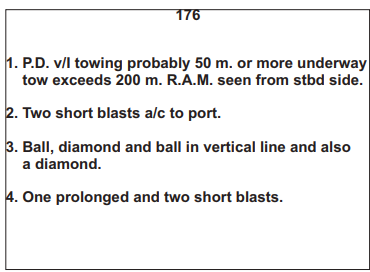 176
1. P.D. v/l towing probably 50 m. or more underway
tow exceeds 200 m. R.A.M. seen from stbd side.
2. Two short blasts a/c to port.
3. Ball, diamond and ball in vertical line and also
a diamond.
4. One prolonged and two short blasts.